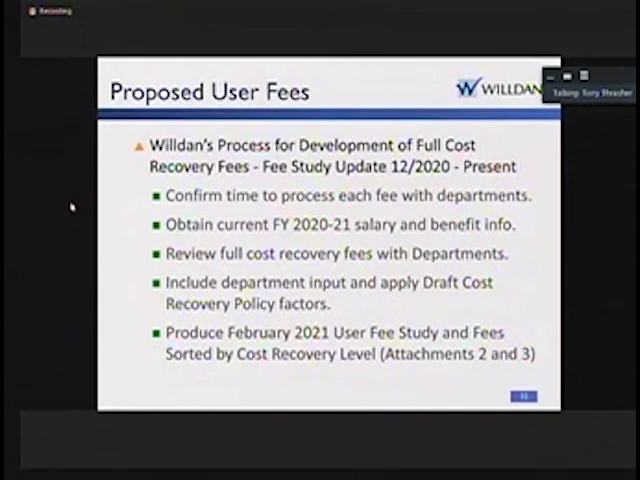 Recording
Proposed User Fees
WILLDAN
Talking: Tony Thrasher
Willdan's Process for Development of Full Cost
Recovery Fees - Fee Study Update 12/2020 - Present
Confirm time to process each fee with departments.
Obtain current FY 2020-21 salary and benefit info.
Review full cost recovery fees with Departments.
Include department input and apply Draft Cost
Recovery Policy factors.
Produce February 2021 User Fee Study and Fees
Sorted by Cost Recovery Level (Attachments 2 and 3)